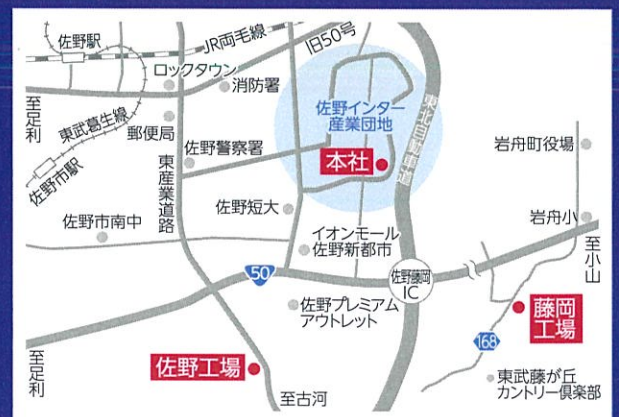 佐野駅
JR両毛線
旧50号
ロックタウン
消防署
至足利
東武葛生線
郵便局
佐野インター
産業団地
東北自動車道
佐野市駅
東産業道路
佐野警察署
本社
岩舟町役場
佐野短大
岩舟小
佐野市南中
イオンモール
佐野新都市
至小山
50
佐野藤岡
IC
佐野プレミアム
アウトレット
藤岡
工場
168
至足利
佐野工場
至古河
東武藤が丘
カントリー倶楽部